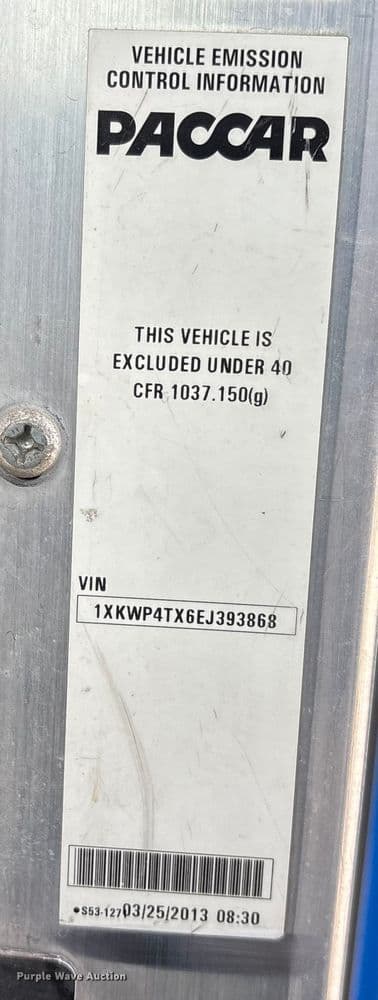 VEHICLE EMISSION
CONTROL INFORMATION
PACCAR
THIS VEHICLE IS
EXCLUDED UNDER 40
CFR 1037.150(g)
VIN
1XKWP4TX6EJ393868
•S53-127 03/25/2013 08:30
Purple Wave Auction